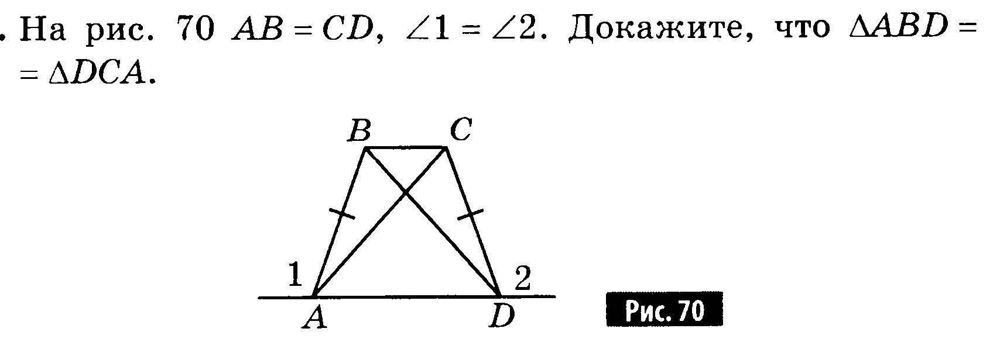 . На рис. 70 AB = CD, ∠1 = ∠2. Докажите, что ΔABD =
= ΔDCA.
B C
1 2
A D
Рис. 70